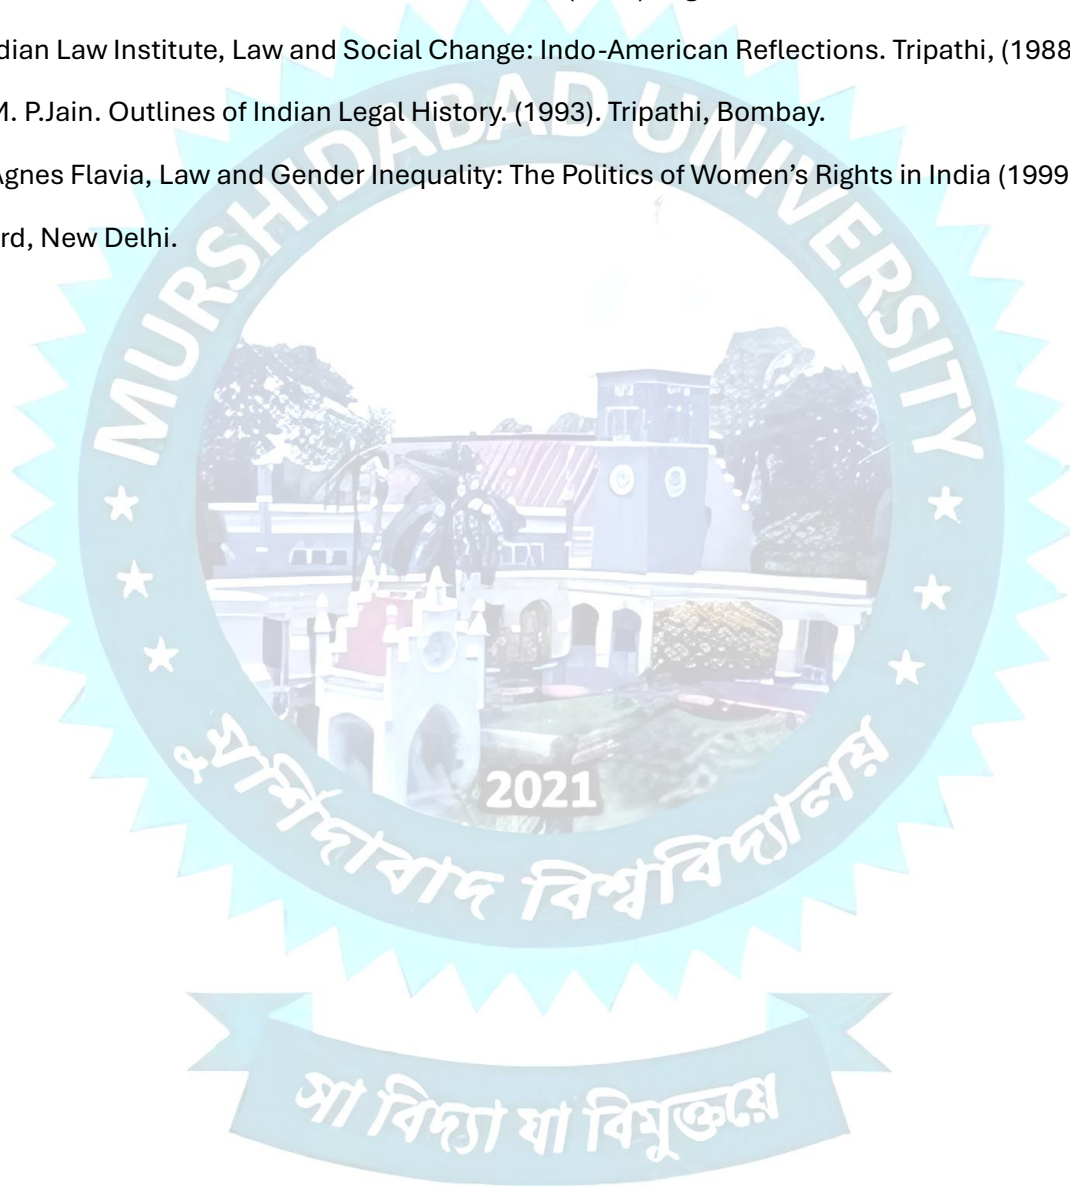 dian Law Institute, Law and Social Change: Indo-American Reflections. Tripathi, (1988
M. P.Jain. Outlines of Indian Legal History. (1993). Tripathi, Bombay.
Agnes Flavia, Law and Gender Inequality: The Politics of Women’s Rights in India (1999
rd, New Delhi.
MURSHIDABAD UNIVERSITY
2021
মুর্শিদাবাদ বিশ্ববিদ্যালয়
সা বিদ্যা যা বিমুক্তয়ে